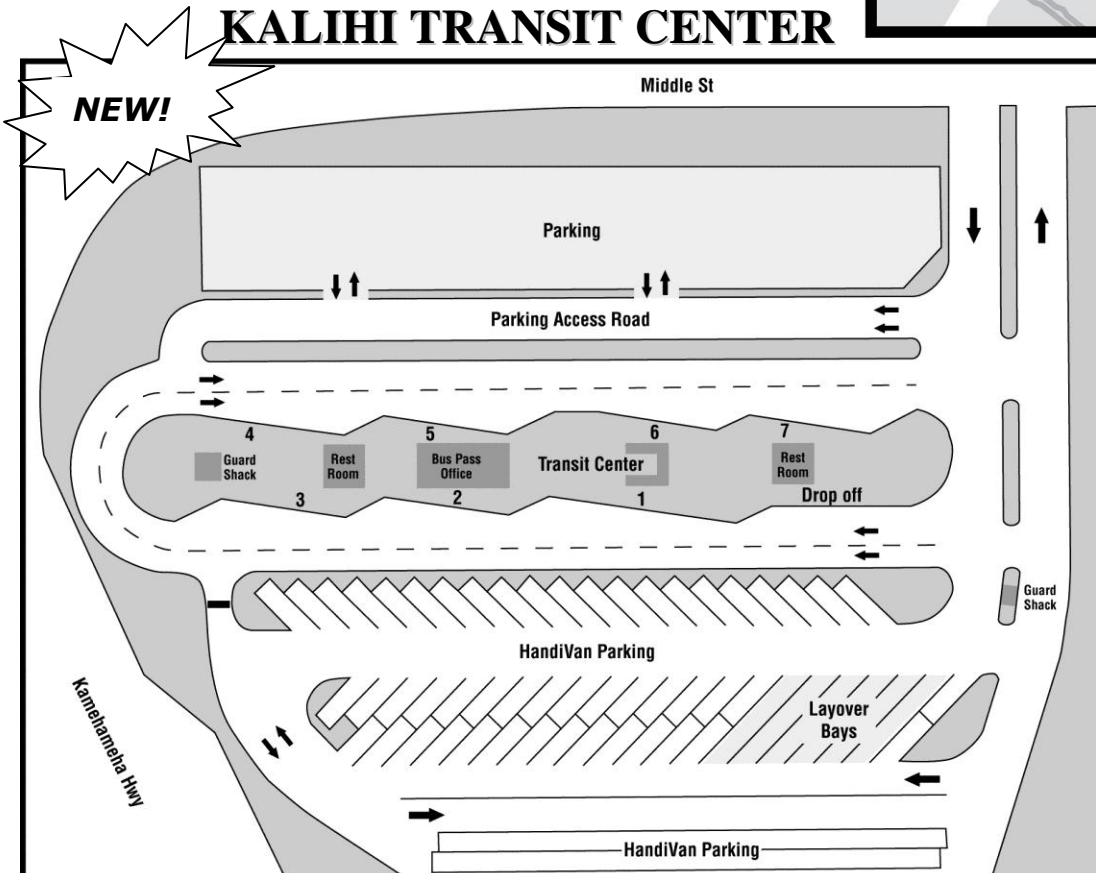 KALIHI TRANSIT CENTER
NEW!
Middle St
Parking
Parking Access Road
4
5
6
7
Guard
Shack
Rest
Room
Bus Pass
Office
Transit Center
Rest
Room
3
2
1
Drop off
Guard
Shack
HandiVan Parking
Layover
Bays
Kamehameha Hwy
HandiVan Parking